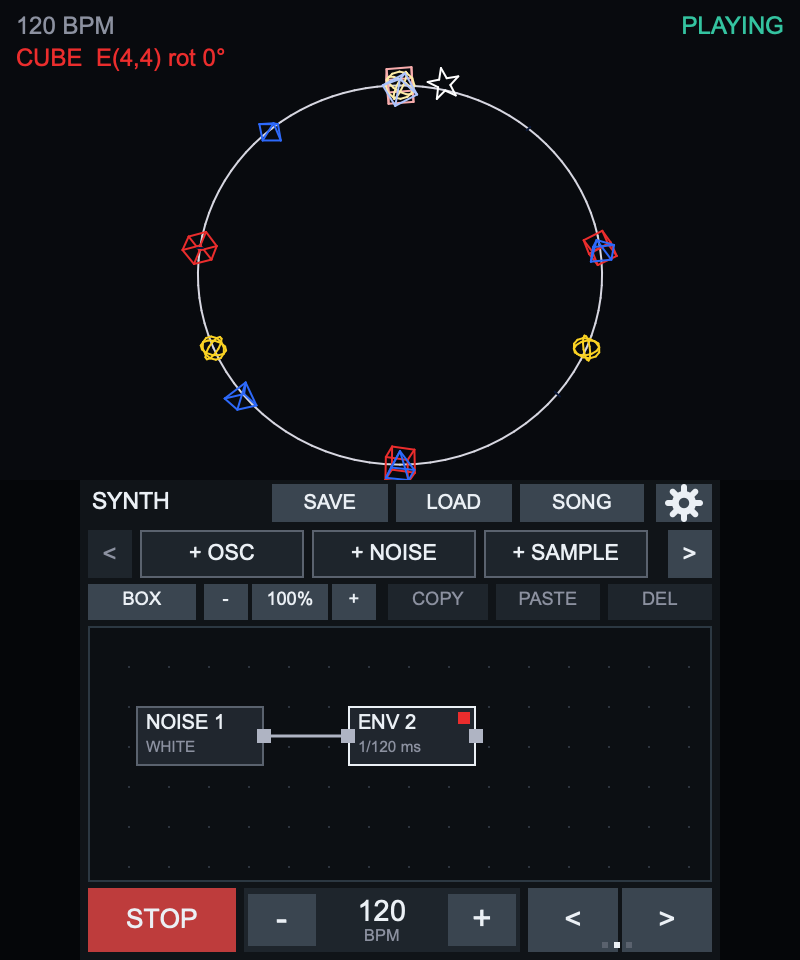 120 BPM
PLAYING
CUBE E(4,4) rot 0°
SYNTH
SAVE
LOAD
SONG
<
+ OSC
+ NOISE
+ SAMPLE
>
BOX
-
100%
+
COPY
PASTE
DEL
NOISE 1
WHITE
ENV 2
1/120 ms
STOP
-
120
BPM
+
<
>